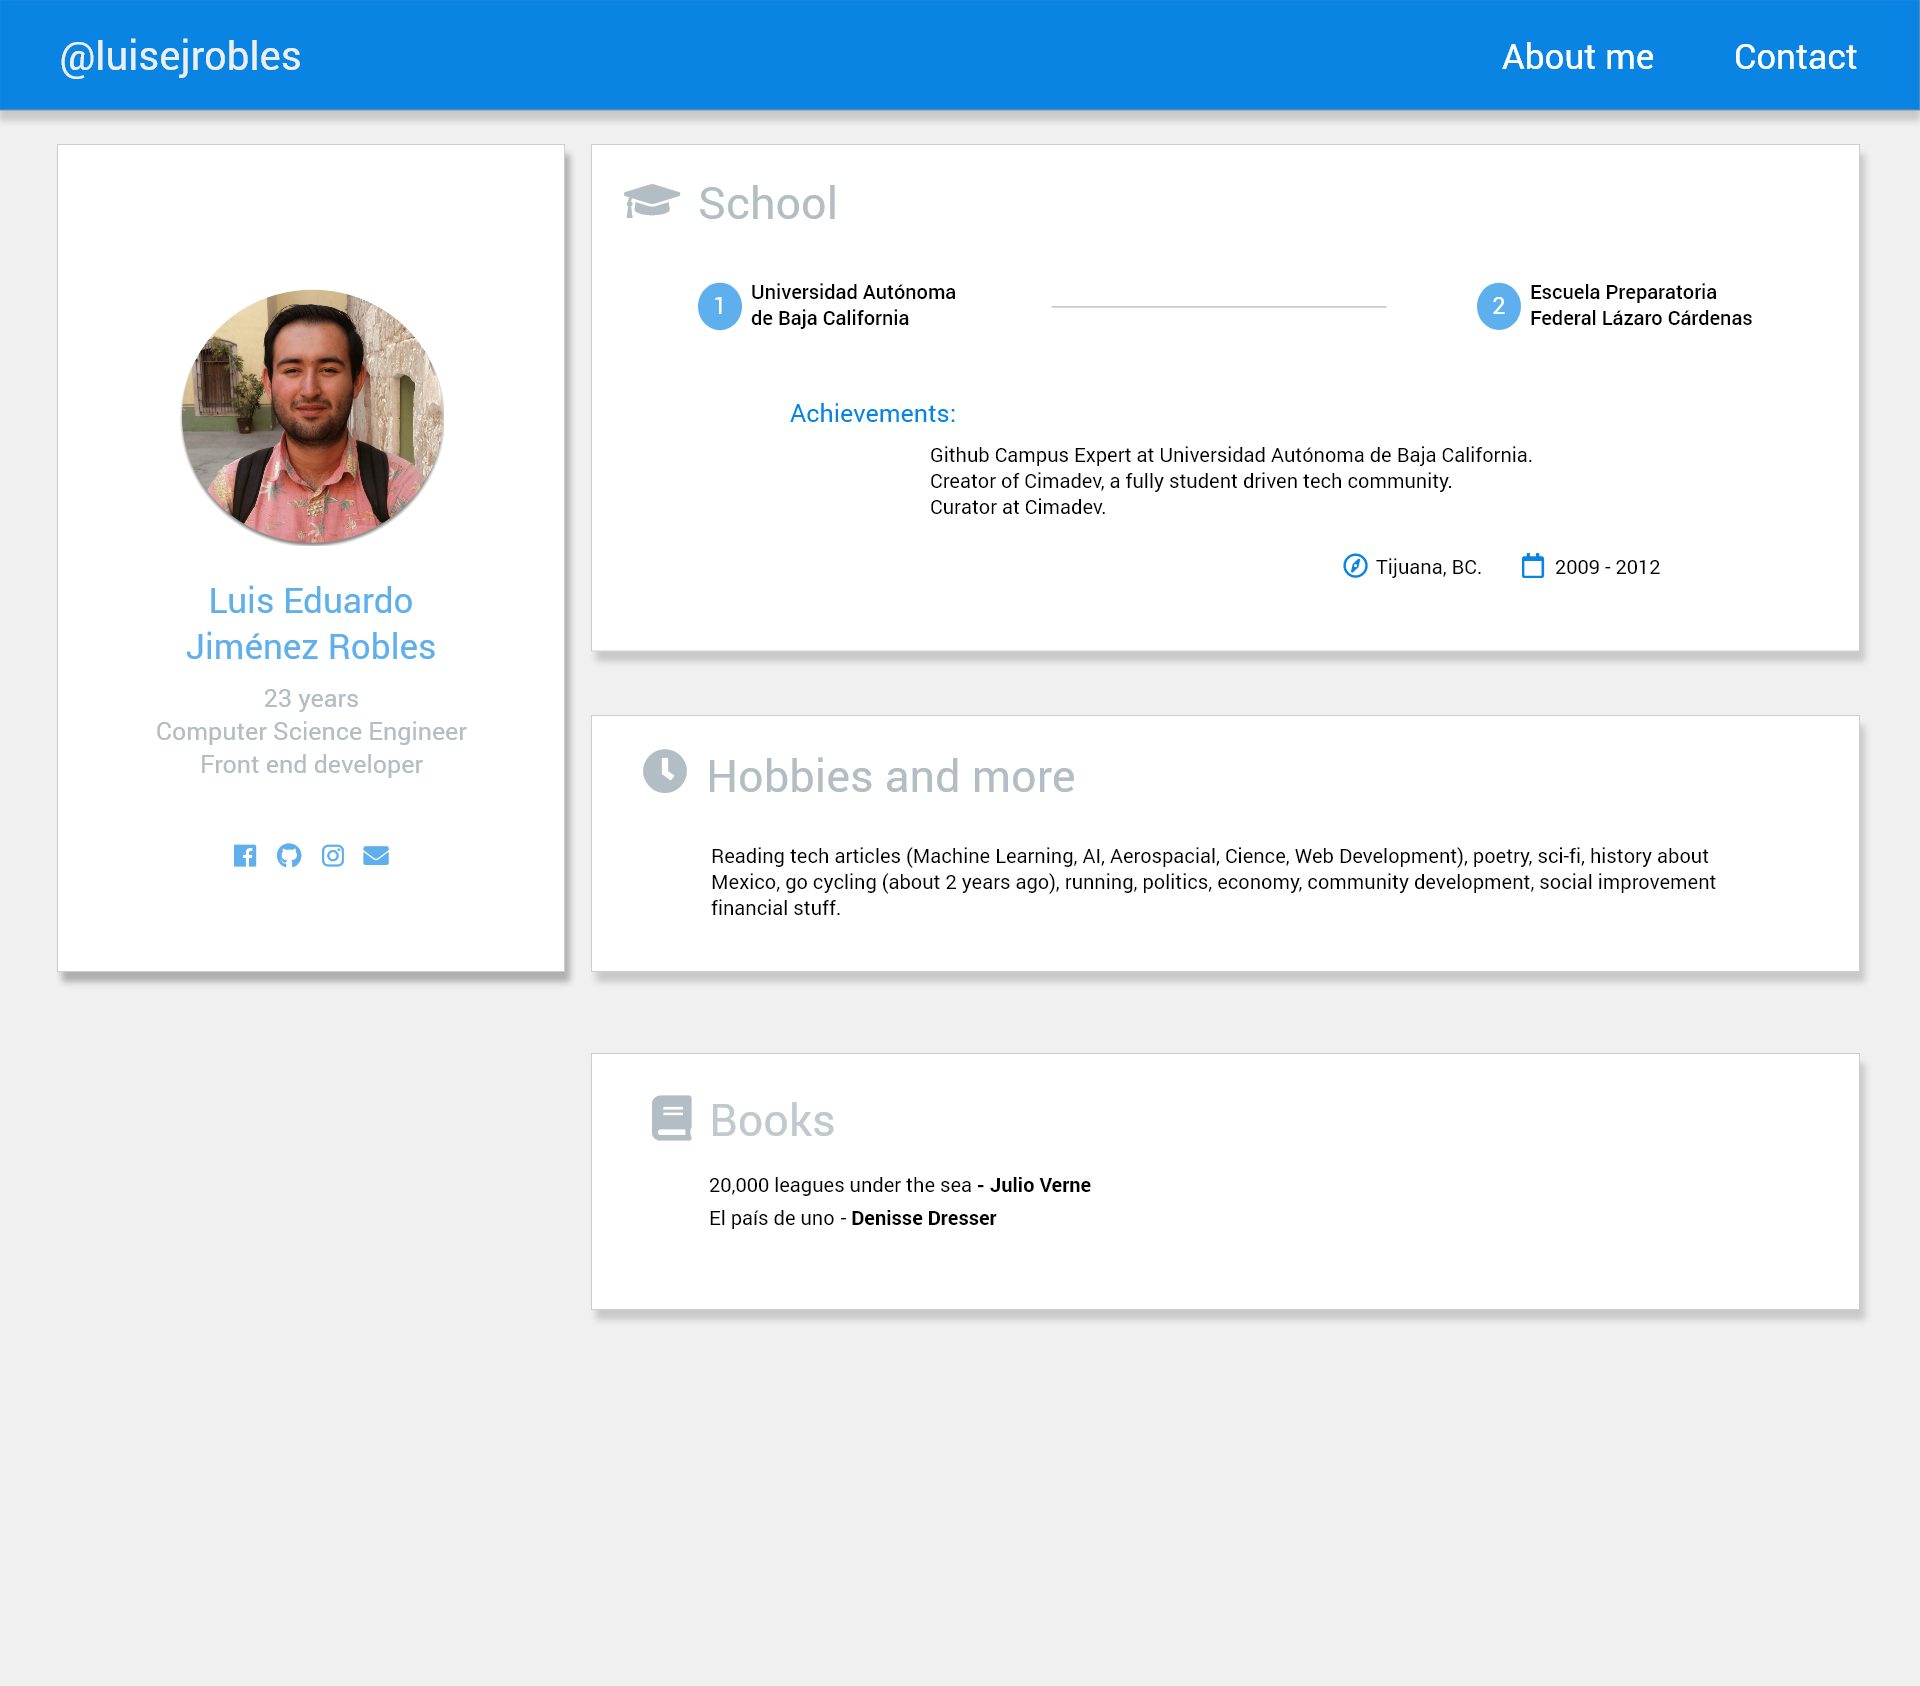 @luisejrobles
About me
Contact
Luis Eduardo
Jiménez Robles
23 years
Computer Science Engineer
Front end developer
School
1
Universidad Autónoma
de Baja California
2
Escuela Preparatoria
Federal Lázaro Cárdenas
Achievements:
Github Campus Expert at Universidad Autónoma de Baja California.
Creator of Cimadev, a fully student driven tech community.
Curator at Cimadev.
Tijuana, BC.
2009 - 2012
Hobbies and more
Reading tech articles (Machine Learning, AI, Aerospacial, Cience, Web Development), poetry, sci-fi, history about
Mexico, go cycling (about 2 years ago), running, politics, economy, community development, social improvement
financial stuff.
Books
20,000 leagues under the sea - Julio Verne
El país de uno - Denisse Dresser